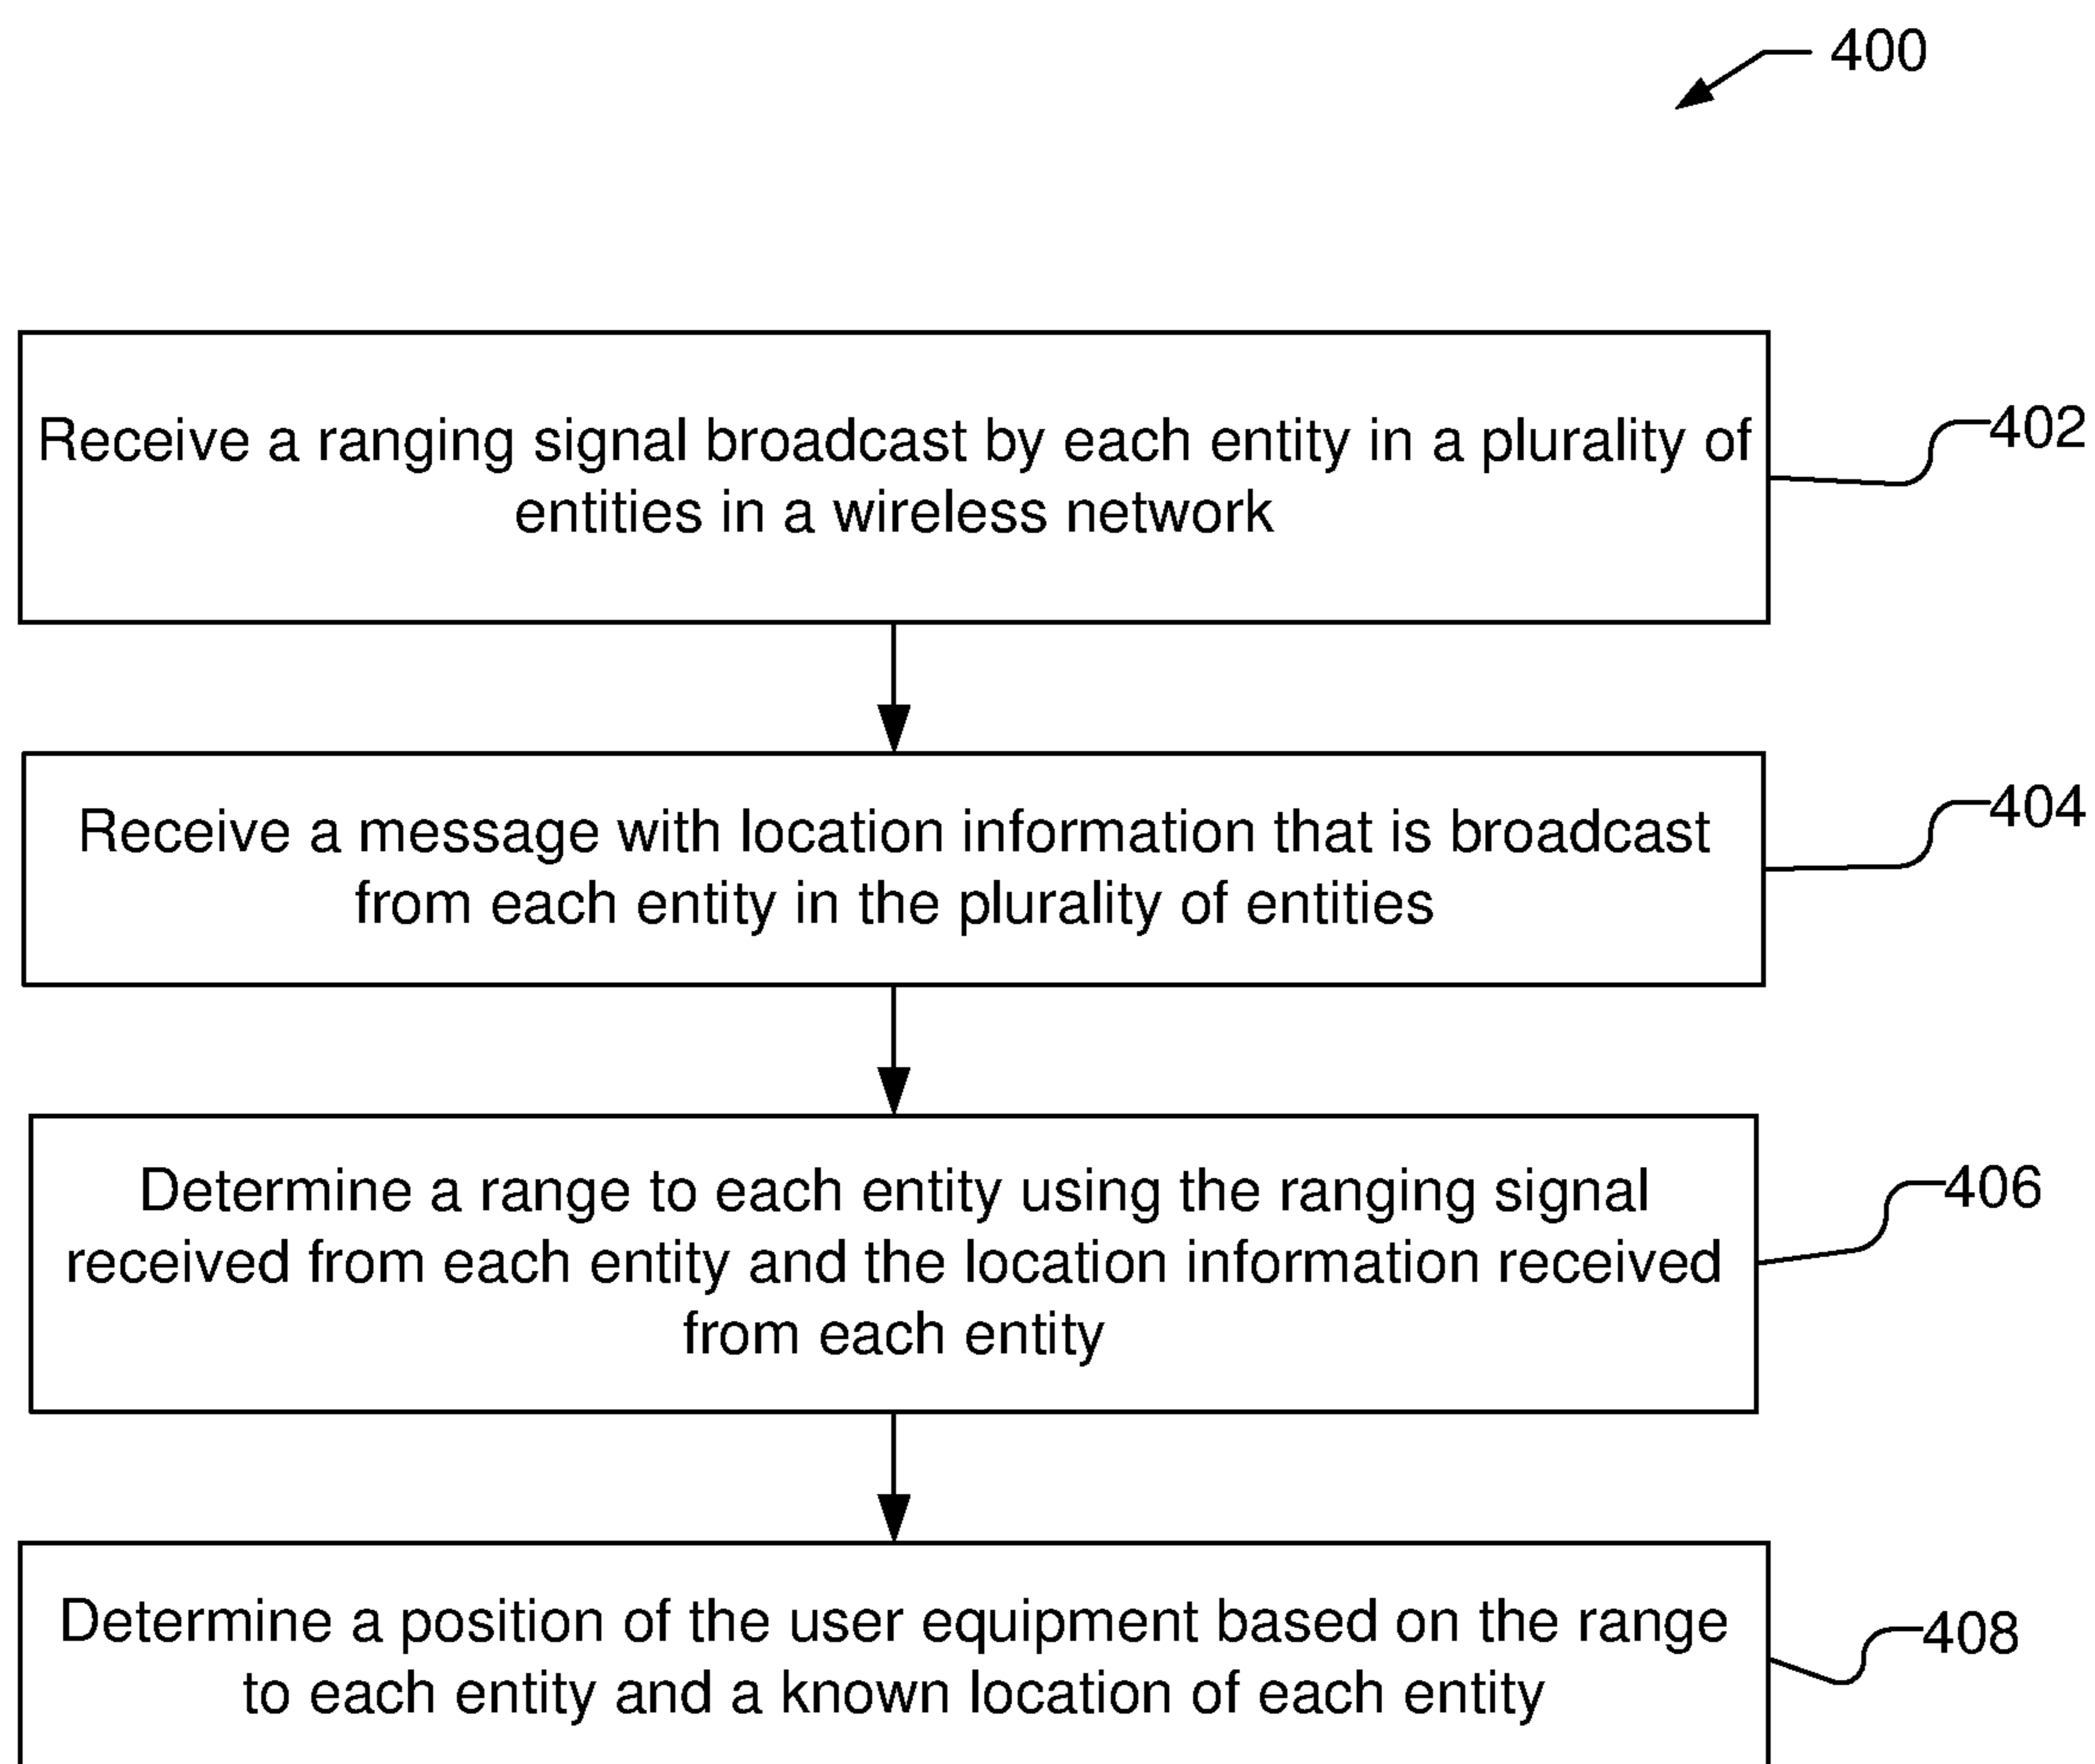 400
Receive a ranging signal broadcast by each entity in a plurality of
entities in a wireless network
402
Receive a message with location information that is broadcast
from each entity in the plurality of entities
404
Determine a range to each entity using the ranging signal
received from each entity and the location information received
from each entity
406
Determine a position of the user equipment based on the range
to each entity and a known location of each entity
408